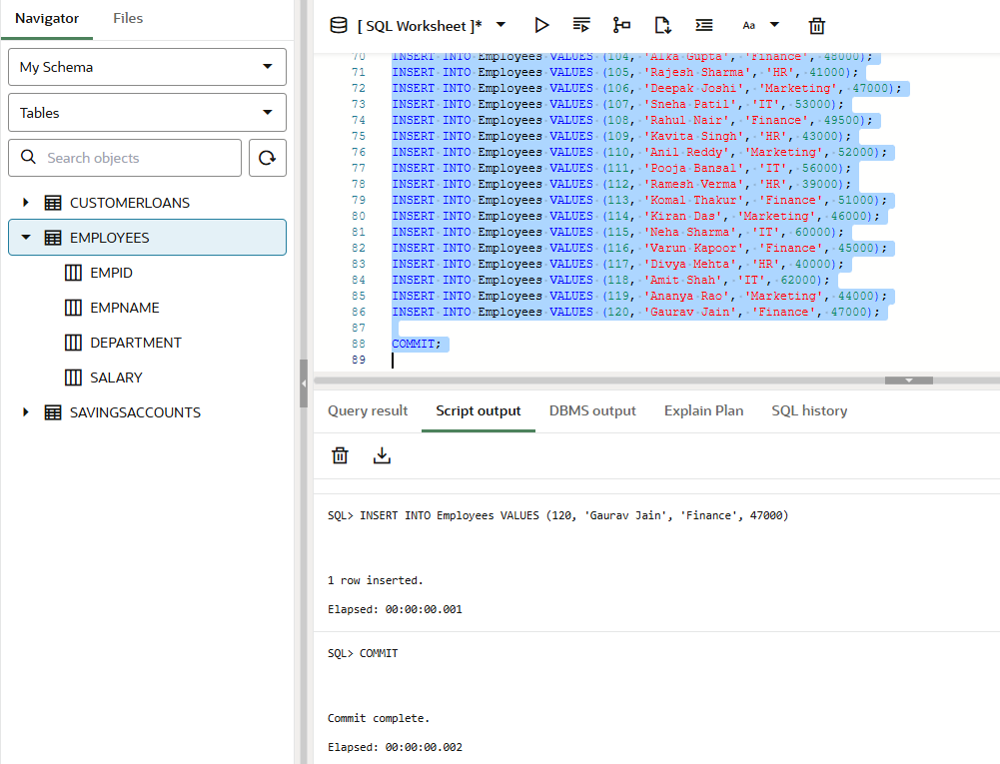 Navigator Files
My Schema
Tables
Search objects
CUSTOMERLOANS
EMPLOYEES
EMPID
EMPNAME
DEPARTMENT
SALARY
SAVINGSACCOUNTS
[ SQL Worksheet ]* Aa
70 INSERT INTO Employees VALUES (104, 'Alka Gupta', 'Finance', 48000);
71 INSERT INTO Employees VALUES (105, 'Rajesh Sharma', 'HR', 41000);
72 INSERT INTO Employees VALUES (106, 'Deepak Joshi', 'Marketing', 47000);
73 INSERT INTO Employees VALUES (107, 'Sneha Patil', 'IT', 53000);
74 INSERT INTO Employees VALUES (108, 'Rahul Nair', 'Finance', 49500);
75 INSERT INTO Employees VALUES (109, 'Kavita Singh', 'HR', 43000);
76 INSERT INTO Employees VALUES (110, 'Anil Reddy', 'Marketing', 52000);
77 INSERT INTO Employees VALUES (111, 'Pooja Bansal', 'IT', 56000);
78 INSERT INTO Employees VALUES (112, 'Ramesh Verma', 'HR', 39000);
79 INSERT INTO Employees VALUES (113, 'Komal Thakur', 'Finance', 51000);
80 INSERT INTO Employees VALUES (114, 'Kiran Das', 'Marketing', 46000);
81 INSERT INTO Employees VALUES (115, 'Neha Sharma', 'IT', 60000);
82 INSERT INTO Employees VALUES (116, 'Varun Kapoor', 'Finance', 45000);
83 INSERT INTO Employees VALUES (117, 'Divya Mehta', 'HR', 40000);
84 INSERT INTO Employees VALUES (118, 'Amit Shah', 'IT', 62000);
85 INSERT INTO Employees VALUES (119, 'Ananya Rao', 'Marketing', 44000);
86 INSERT INTO Employees VALUES (120, 'Gaurav Jain', 'Finance', 47000);
87
88 COMMIT;
89
Query result Script output DBMS output Explain Plan SQL history
SQL> INSERT INTO Employees VALUES (120, 'Gaurav Jain', 'Finance', 47000)
1 row inserted.
Elapsed: 00:00:00.001
SQL> COMMIT
Commit complete.
Elapsed: 00:00:00.002